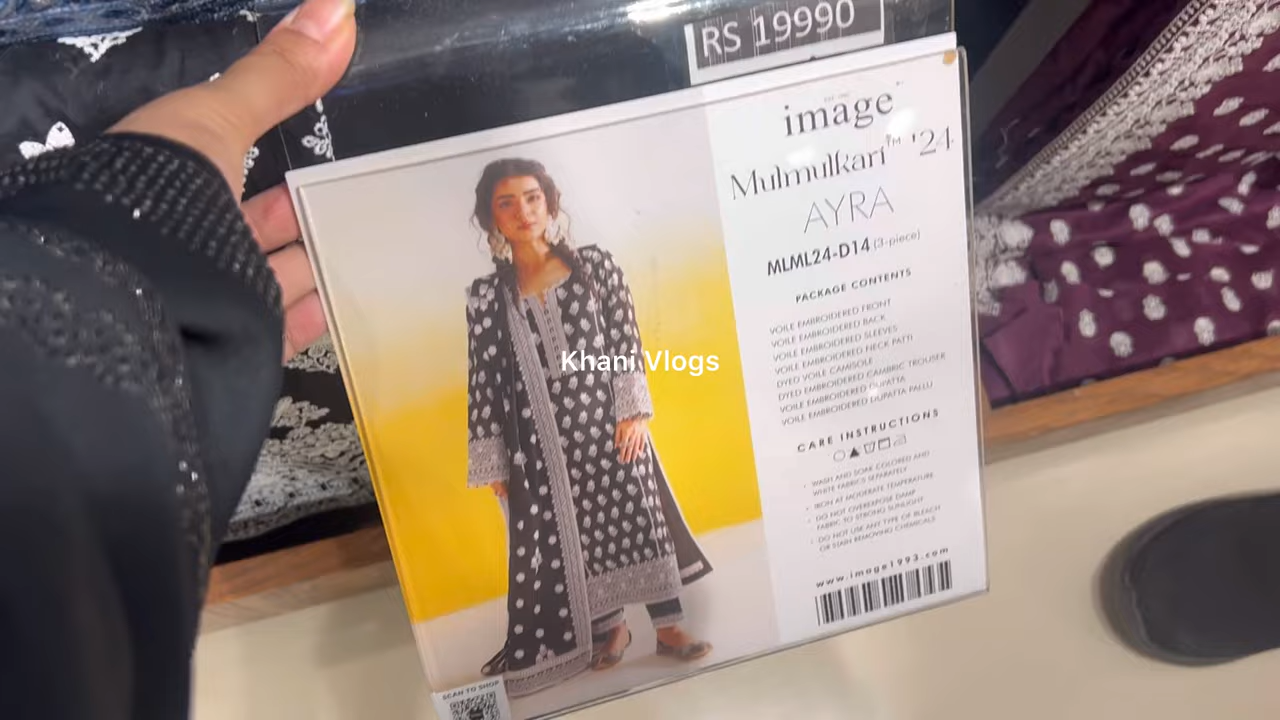 RS 19990
image
Mulmulkari™ '24
AYRA
MLML24-D14 (3-piece)
PACKAGE CONTENTS
VOILE EMBROIDERED FRONT
VOILE EMBROIDERED BACK
VOILE EMBROIDERED SLEEVES
VOILE EMBROIDERED NECK PATTI
DYED VOILE CAMISOLE
DYED EMBROIDERED CAMBRIC TROUSER
VOILE EMBROIDERED DUPATTA
VOILE EMBROIDERED DUPATTA PALLU
CARE INSTRUCTIONS
• WASH AND SOAK COLORED AND
WHITE FABRICS SEPARATELY
• IRON AT MODERATE TEMPERATURE
• DO NOT OVEREXPOSE DAMP
FABRIC TO STRONG SUNLIGHT
• DO NOT USE ANY TYPE OF BLEACH
OR STAIN REMOVING CHEMICALS
www.image1993.com
SCAN TO SHOP
Khani Vlogs